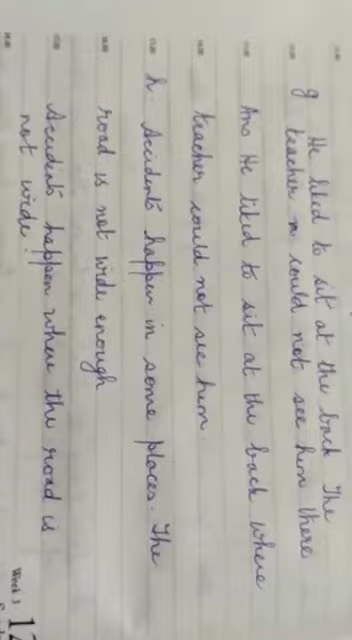 g He liked to sit at the back The
teacher could not see him there
Ans He liked to sit at the back where
teacher could not see him.
h. Accidents happen in some places. The
road is not wide enough
Accidents happen where the road is
not wide.
Week 3